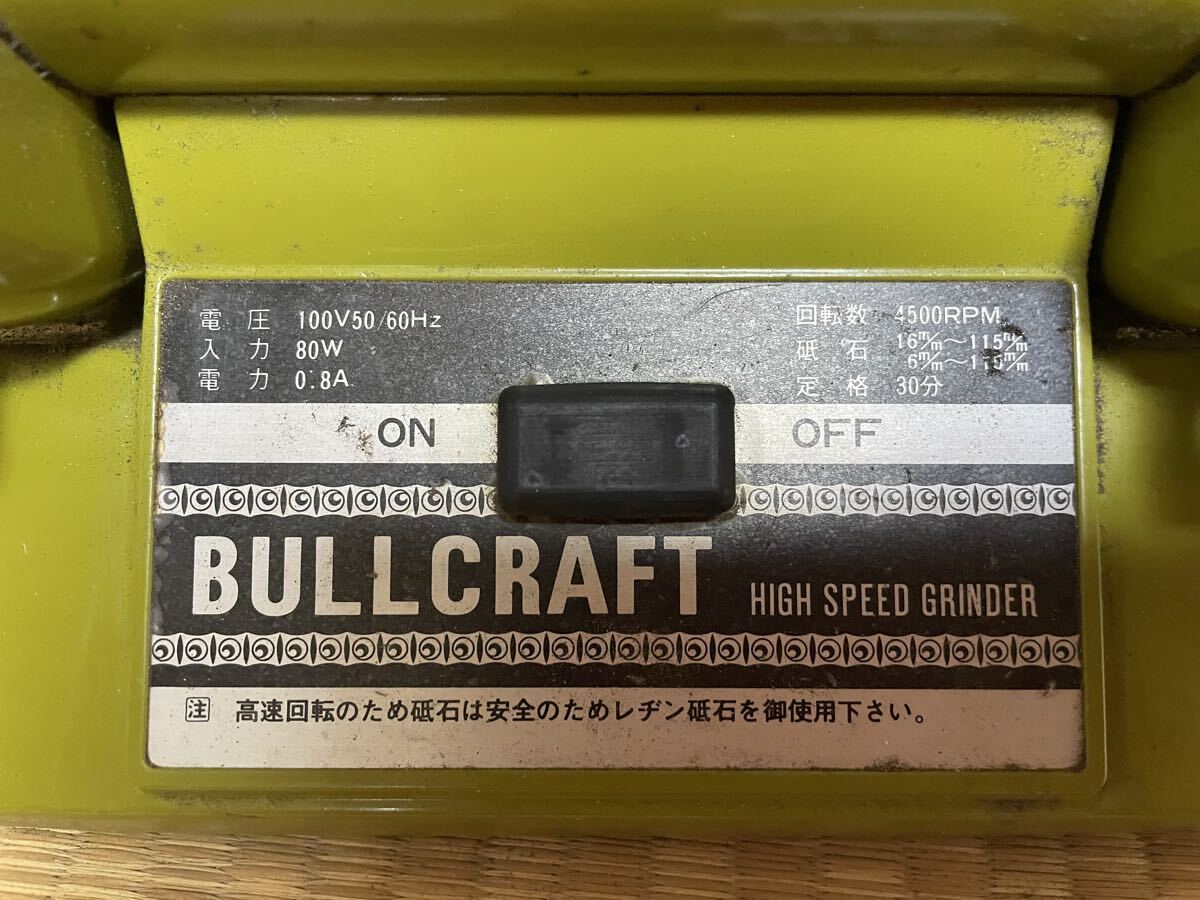 電圧 100V50/60Hz
入力 80W
電力 0.8A
回転数 4500RPM
砥石 16m/m～115m/m
6m/m～115m/m
定格 30分
ON
OFF
BULLCRAFT
HIGH SPEED GRINDER
注 高速回転のため砥石は安全のためレヂン砥石を御使用下さい。